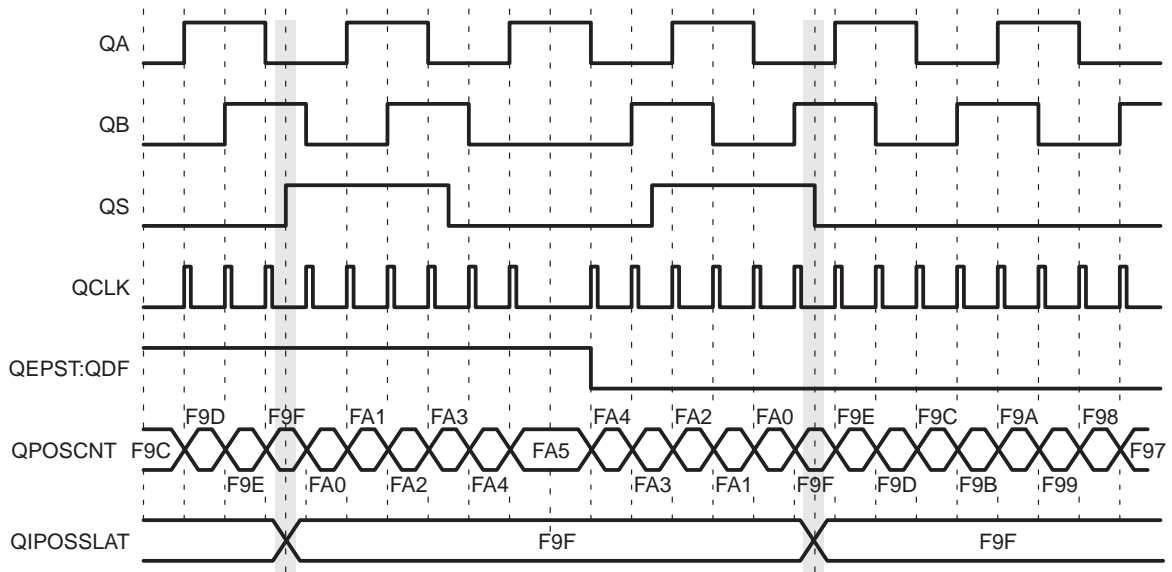 QA
QB
QS
QCLK
QEPST:QDF
F9D F9F FA1 FA3 FA4 FA2 FA0 F9E F9C F9A F98
QPOSCNT F9C FA5 F97
F9E FA0 FA2 FA4 FA3 FA1 F9F F9D F9B F99
QIPOSSLAT F9F F9F